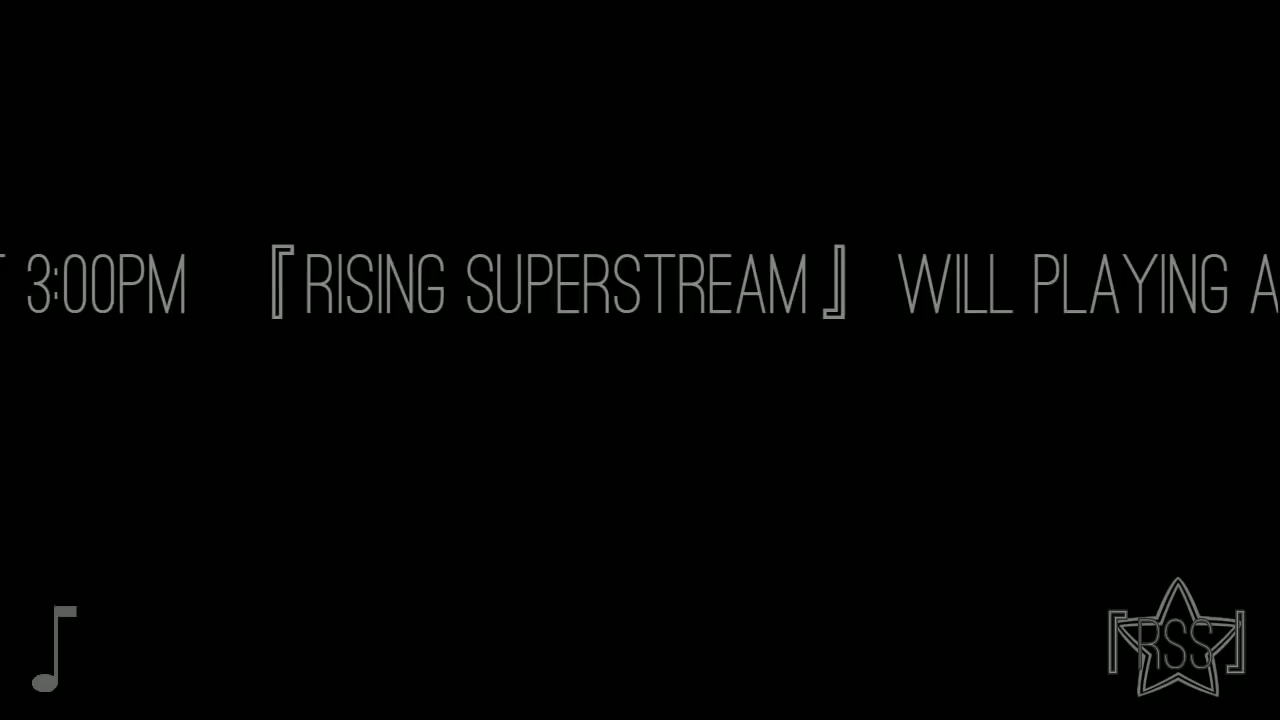 3:00PM 『RISING SUPERSTREAM』 WILL PLAYING A
『RSS』